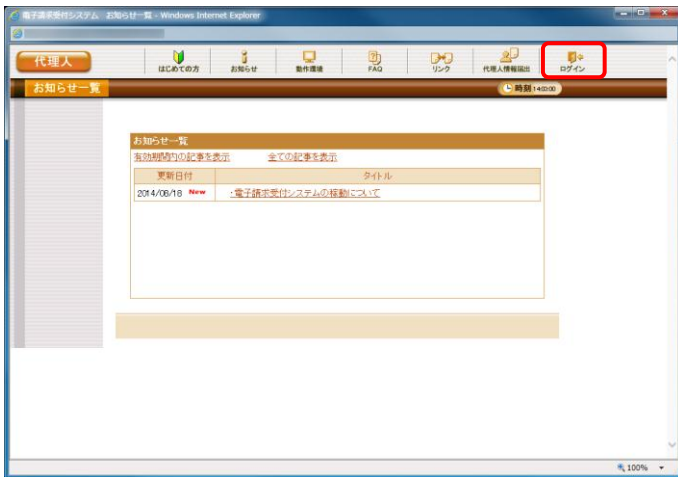 電子請求受付システム お知らせ一覧 - Windows Internet Explorer
代理人
はじめての方 お知らせ 動作環境 FAQ リンク 代理人情報届出 ログイン
お知らせ一覧
時刻 14:00:00
お知らせ一覧
有効期間内の記事を表示 全ての記事を表示
更新日付 タイトル
2014/08/18 New ・電子請求受付システムの稼動について
100%